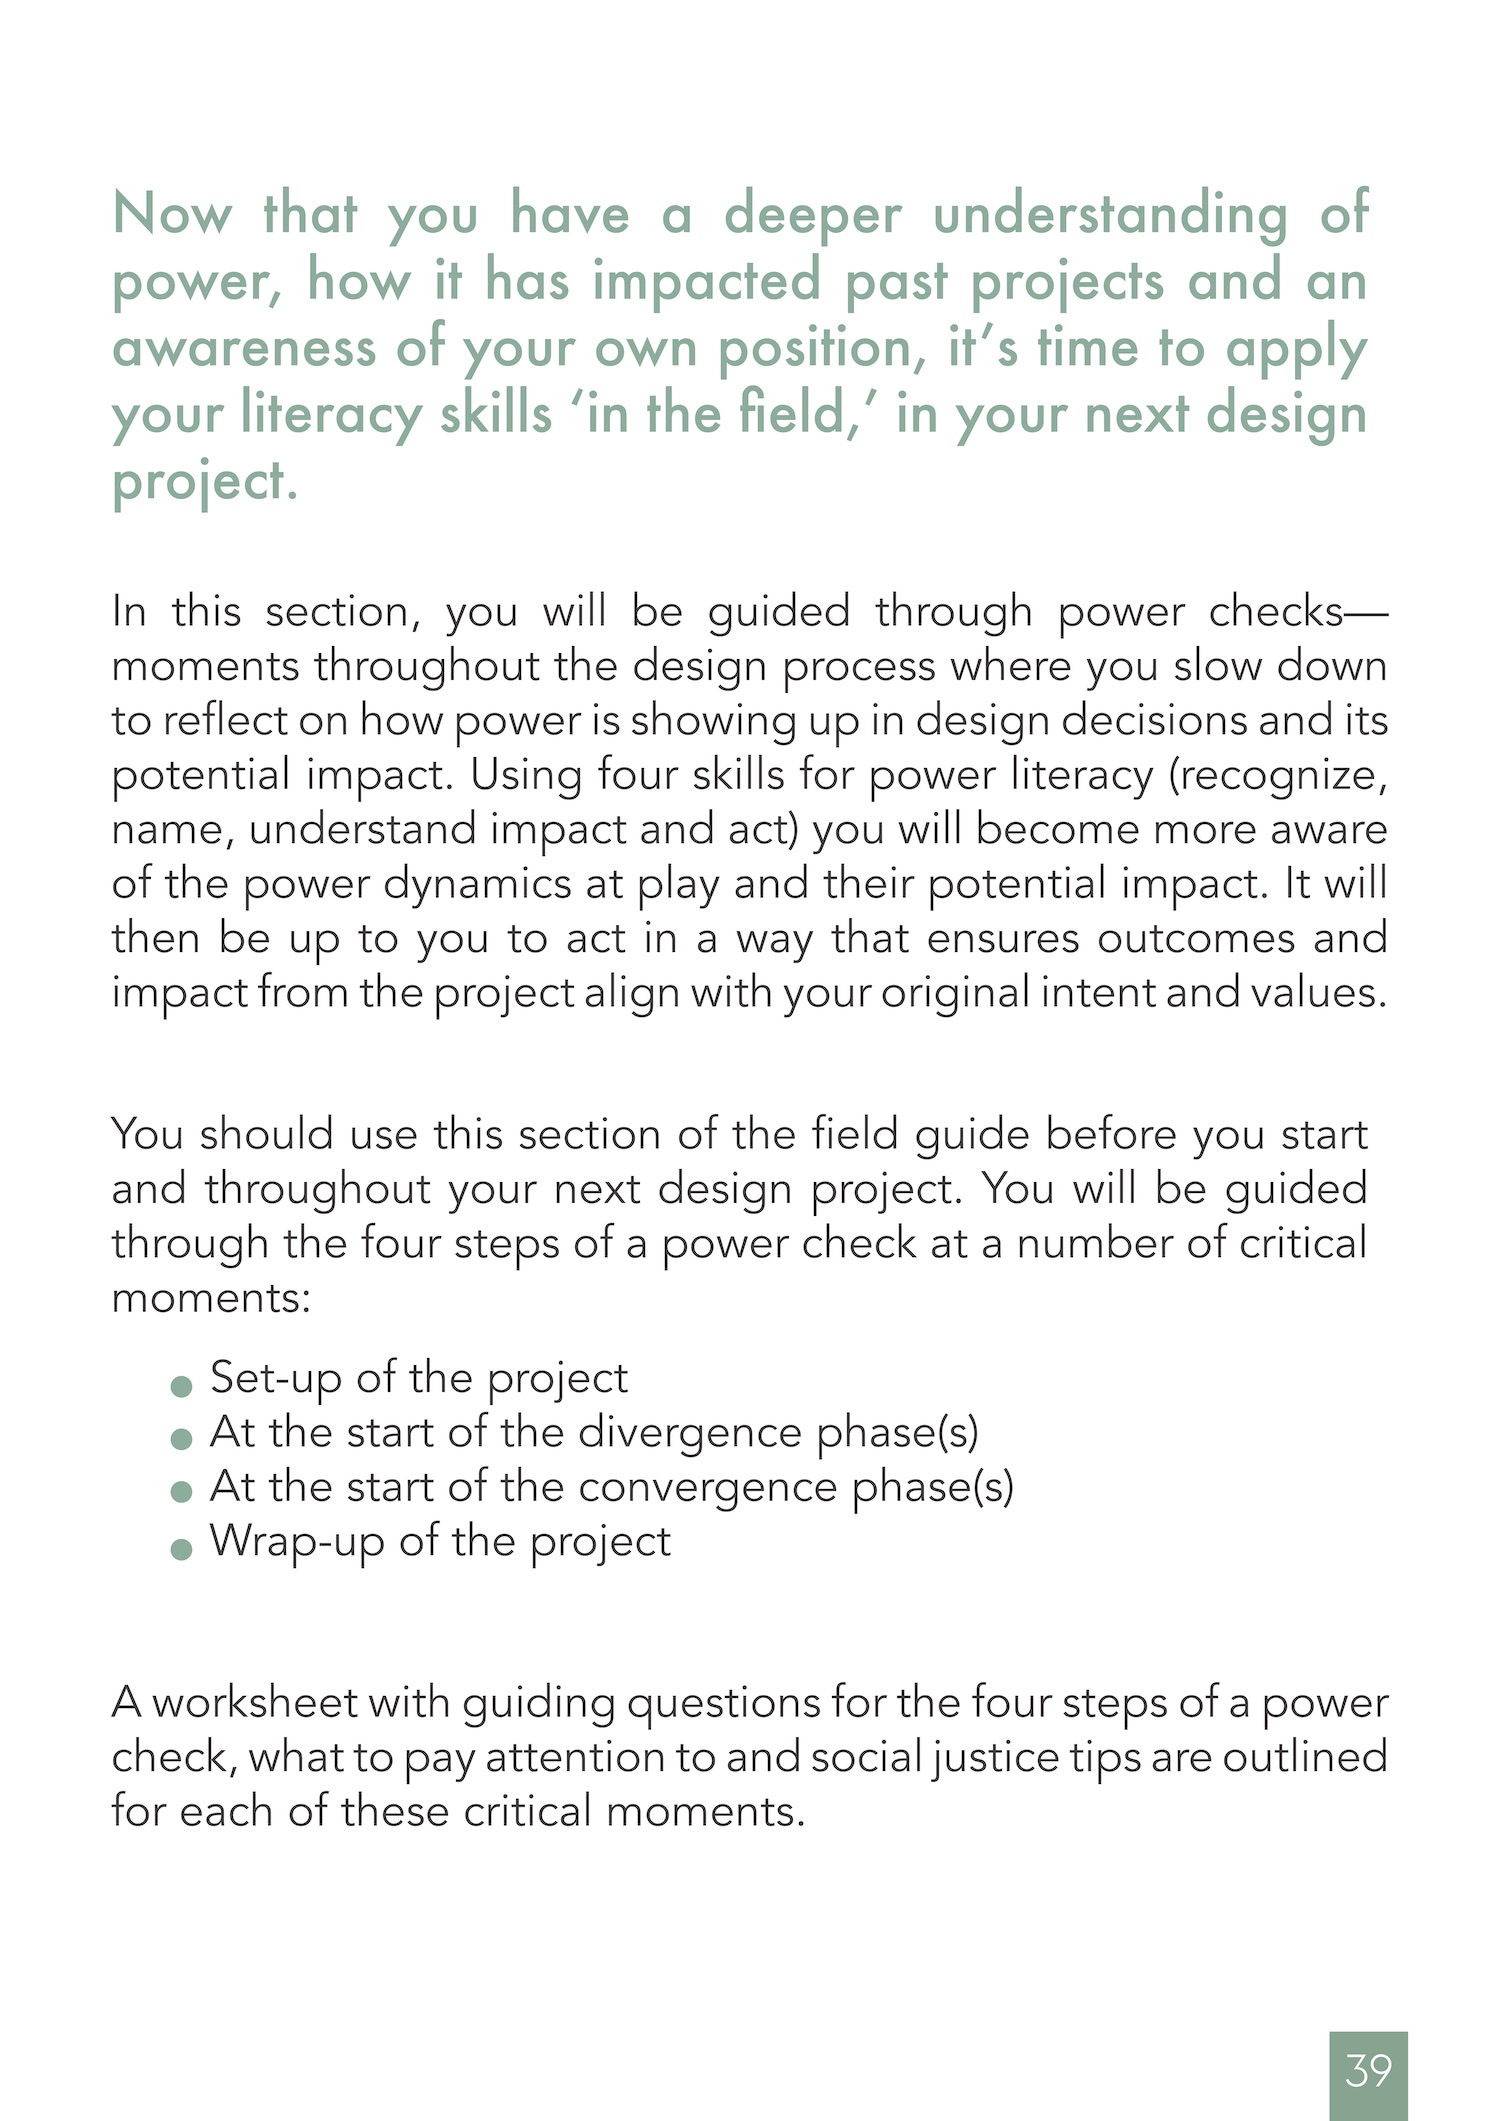 Now that you have a deeper understanding of
power, how it has impacted past projects and an
awareness of your own position, it’s time to apply
your literacy skills ‘in the field,’ in your next design
project.
In this section, you will be guided through power checks—
moments throughout the design process where you slow down
to reflect on how power is showing up in design decisions and its
potential impact. Using four skills for power literacy (recognize,
name, understand impact and act) you will become more aware
of the power dynamics at play and their potential impact. It will
then be up to you to act in a way that ensures outcomes and
impact from the project align with your original intent and values.
You should use this section of the field guide before you start
and throughout your next design project. You will be guided
through the four steps of a power check at a number of critical
moments:
● Set-up of the project
● At the start of the divergence phase(s)
● At the start of the convergence phase(s)
● Wrap-up of the project
A worksheet with guiding questions for the four steps of a power
check, what to pay attention to and social justice tips are outlined
for each of these critical moments.
39